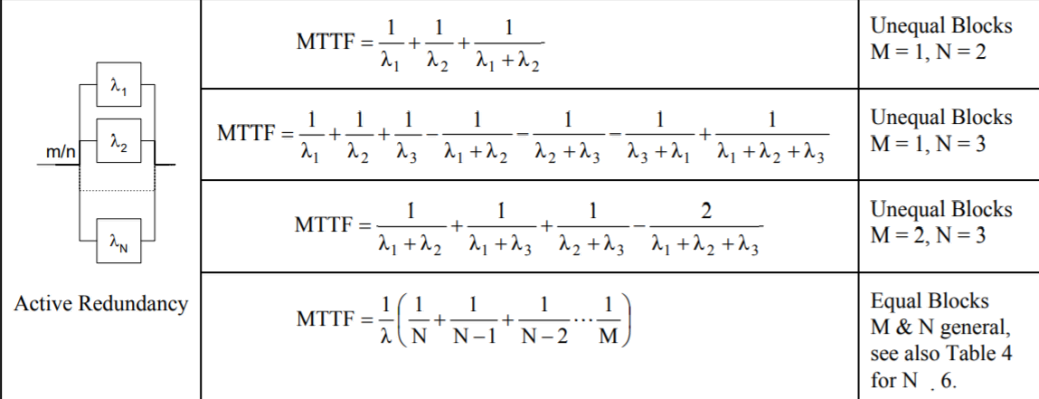 λ₁
λ₂
m/n
λN
Active Redundancy
MTTF = 1/λ₁ + 1/λ₂ + 1/(λ₁ + λ₂)
Unequal Blocks
M = 1, N = 2
MTTF = 1/λ₁ + 1/λ₂ + 1/λ₃ − 1/(λ₁ + λ₂) − 1/(λ₂ + λ₃) − 1/(λ₃ + λ₁) + 1/(λ₁ + λ₂ + λ₃)
Unequal Blocks
M = 1, N = 3
MTTF = 1/(λ₁ + λ₂) + 1/(λ₁ + λ₃) + 1/(λ₂ + λ₃) − 2/(λ₁ + λ₂ + λ₃)
Unequal Blocks
M = 2, N = 3
MTTF = 1/λ (1/N + 1/(N−1) + 1/(N−2) ⋯ 1/M)
Equal Blocks
M & N general,
see also Table 4
for N . 6.